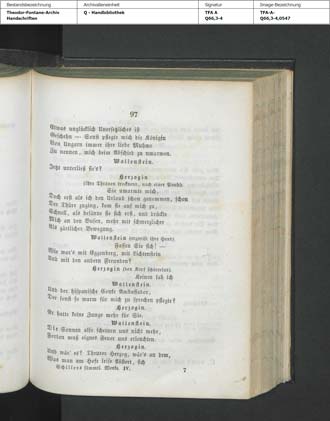 Bestandsbezeichnung
Theodor-Fontane-Archiv
Handschriften
Archivalieneinheit
Q - Handbibliothek
Signatur
TFA A
Q66,3-4
Image-Bezeichnung
TFA-A-
Q66,3-4,0547
97
Etwas unglücklich Unersetzliches ist
Geschehn — Sonst pflegte mich die Königin
Von Ungarn immer ihre liebe Muhme
Zu nennen, mich beim Abschied zu umarmen.
Wallenstein.
Jetzt unterließ sie's?
Herzogin
(ihre Thränen trocknend, nach einer Pause).
Sie umarmte mich,
Doch erst als ich den Urlaub schon genommen, schon
Der Thüre zuging, kam sie auf mich zu,
Schnell, als besänne sie sich erst, und drückte
Mich an den Busen, mehr mit schmerzlicher
Als zärtlicher Bewegung.
Wallenstein (ergreift ihre Hand).
Fassen Sie sich! —
Wie war's mit Eggenberg, mit Lichtenstein
Und mit den andern Freunden?
Herzogin (den Kopf schüttelnd).
Keinen sah ich
Wallenstein.
Und der hispanische Conte Ambassador,
Der sonst so warm für mich zu sprechen pflegte?
Herzogin.
Er hatte keine Zunge mehr für Sie.
Wallenstein.
Die Sonnen also scheinen uns nicht mehr,
Fortan muß eignes Feuer uns erleuchten.
Herzogin.
Und wär' es? Theurer Herzog, wär's an dem,
Was man am Hofe leise flüstert, sich
Schillers sämmtl. Werke. IV. 7